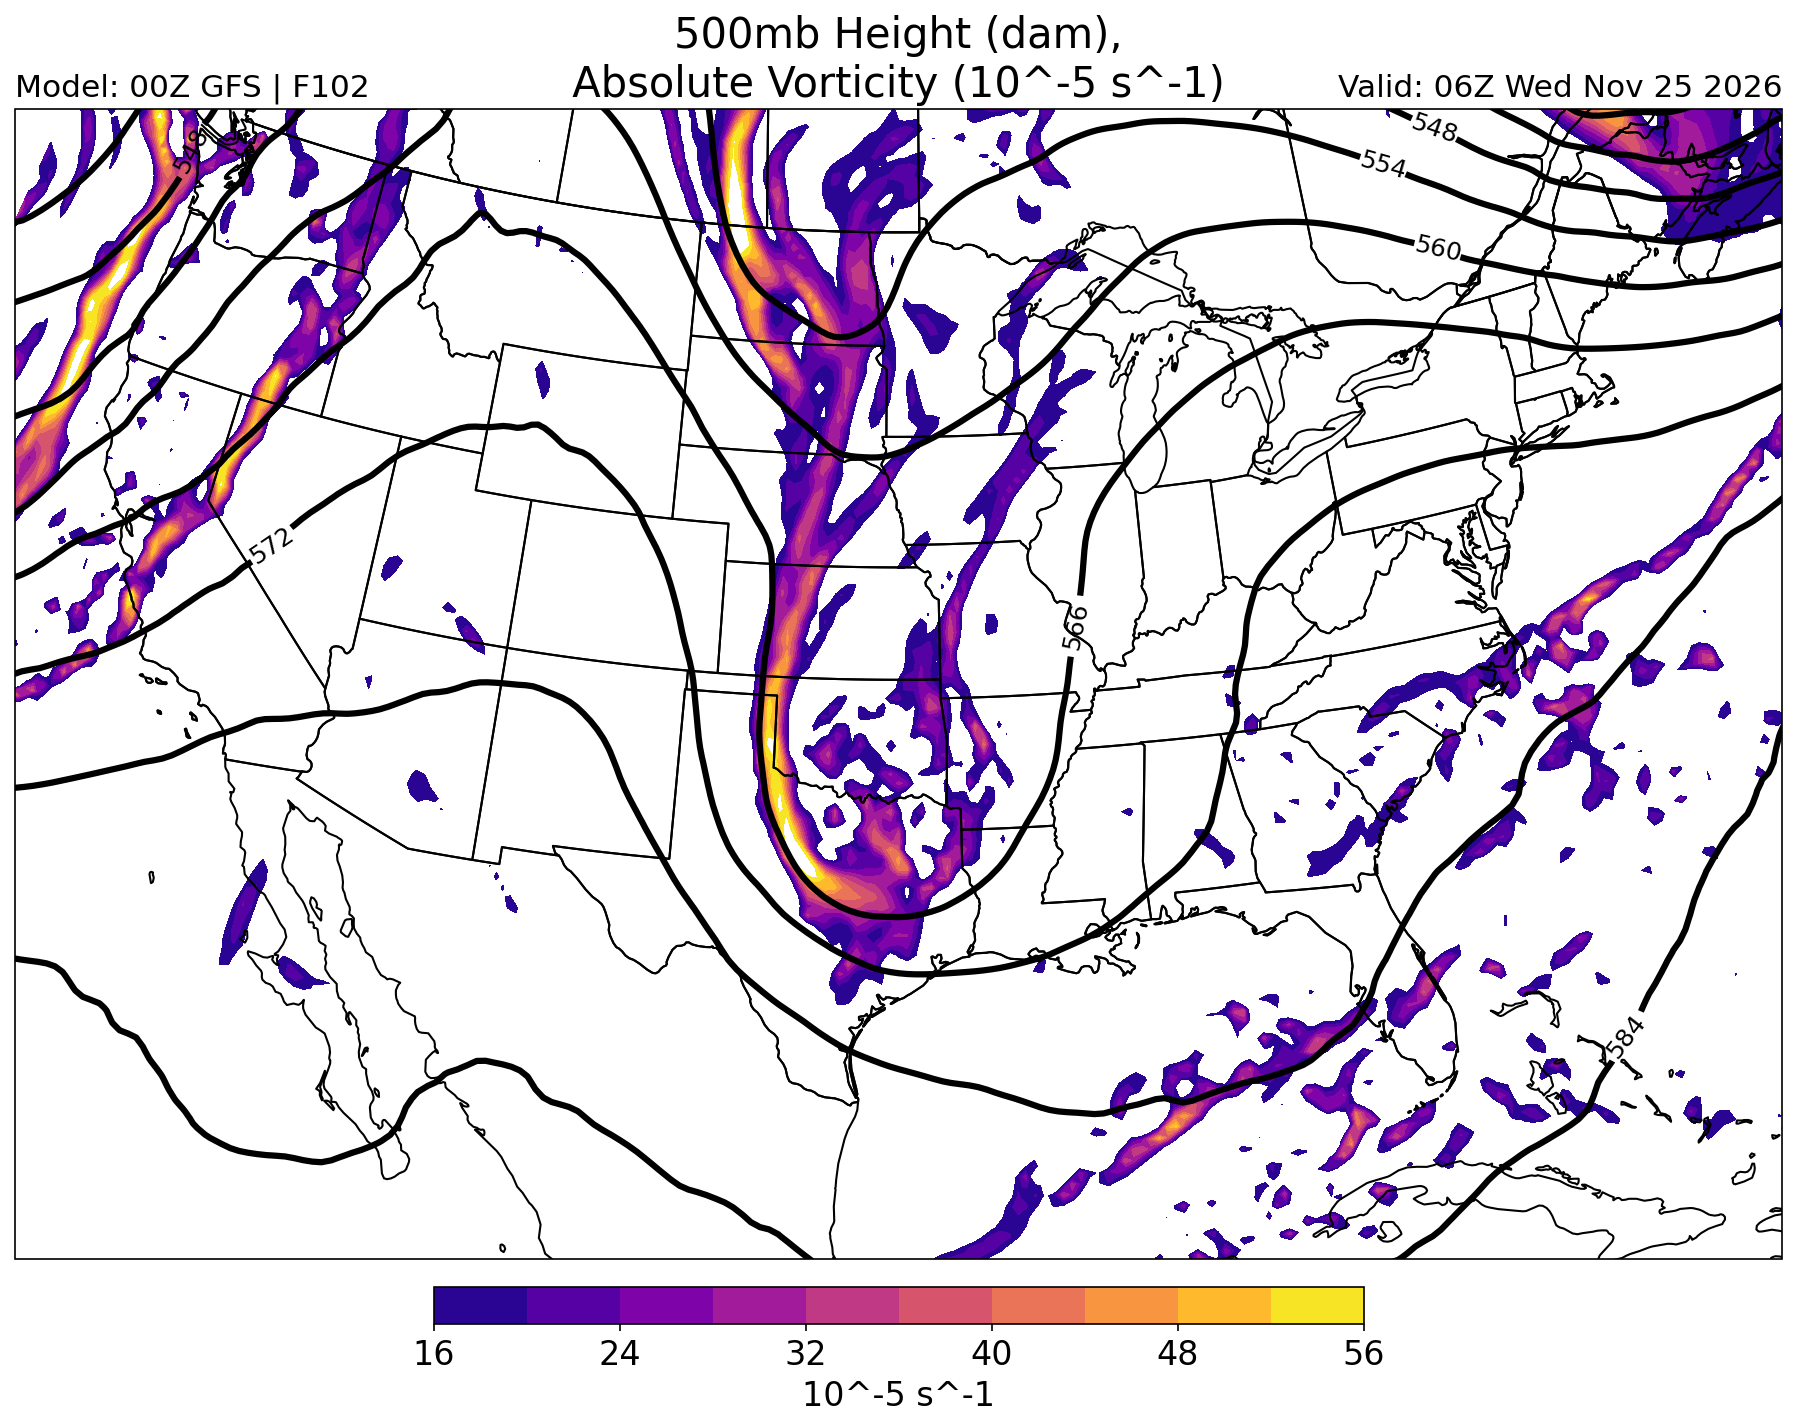 500mb Height (dam),
Model: 00Z GFS | F102
Absolute Vorticity (10^-5 s^-1)
Valid: 06Z Wed Nov 25 2026
548
548
554
560
572
566
584
16 24 32 40 48 56
10^-5 s^-1